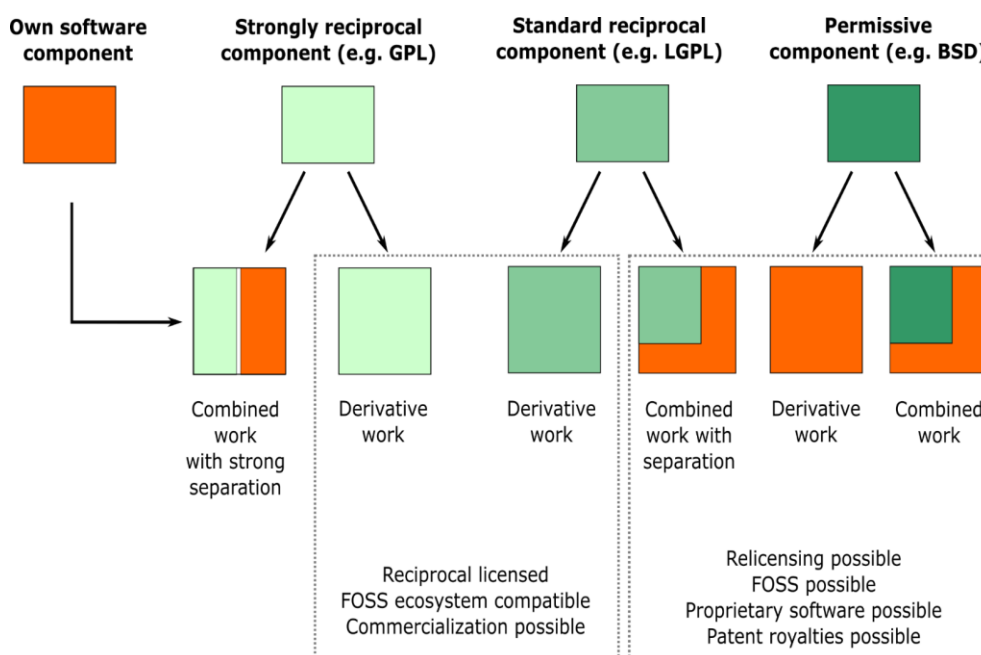 Own software
component
Strongly reciprocal
component (e.g. GPL)
Standard reciprocal
component (e.g. LGPL)
Permissive
component (e.g. BSD)
Combined
work
with strong
separation
Derivative
work
Derivative
work
Combined
work with
separation
Derivative
work
Combined
work
Reciprocal licensed
FOSS ecosystem compatible
Commercialization possible
Relicensing possible
FOSS possible
Proprietary software possible
Patent royalties possible